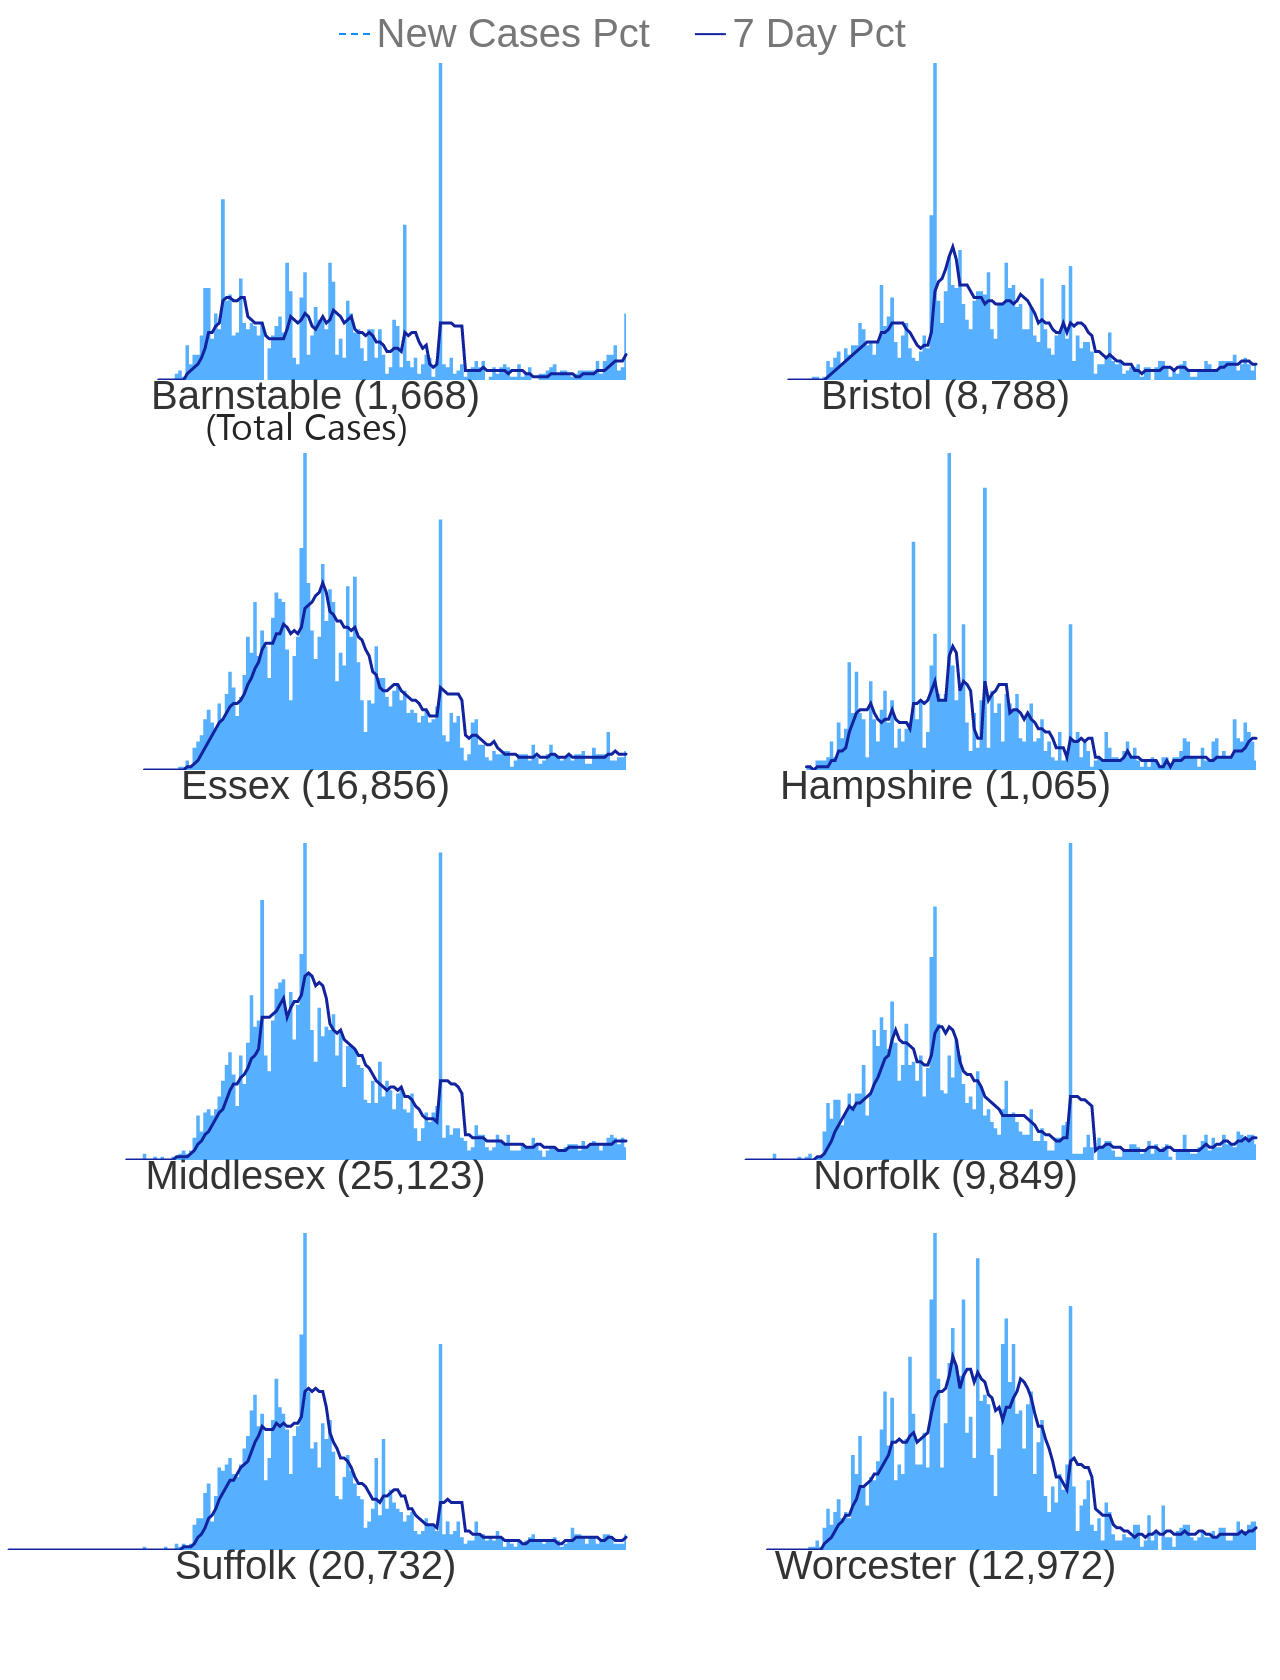 New Cases Pct 7 Day Pct
Barnstable (1,668) Bristol (8,788)
(Total Cases)
Essex (16,856) Hampshire (1,065)
Middlesex (25,123) Norfolk (9,849)
Suffolk (20,732) Worcester (12,972)